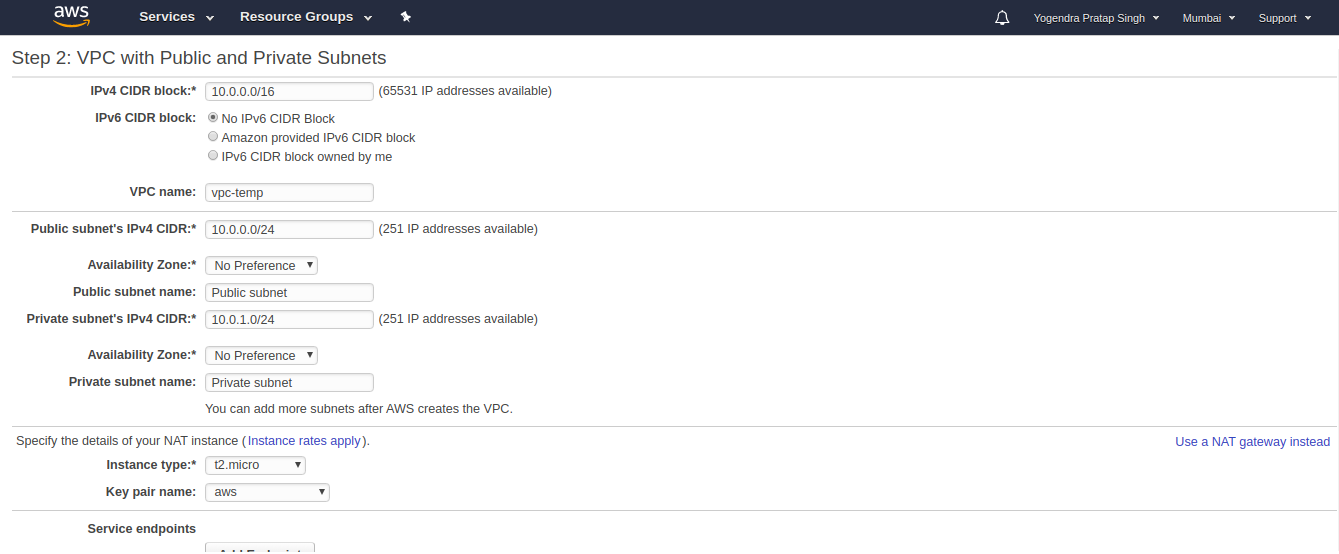 aws Services Resource Groups Yogendra Pratap Singh Mumbai Support
Step 2: VPC with Public and Private Subnets
IPv4 CIDR block:* 10.0.0.0/16 (65531 IP addresses available)
IPv6 CIDR block: No IPv6 CIDR Block
Amazon provided IPv6 CIDR block
IPv6 CIDR block owned by me
VPC name: vpc-temp
Public subnet's IPv4 CIDR:* 10.0.0.0/24 (251 IP addresses available)
Availability Zone:* No Preference
Public subnet name: Public subnet
Private subnet's IPv4 CIDR:* 10.0.1.0/24 (251 IP addresses available)
Availability Zone:* No Preference
Private subnet name: Private subnet
You can add more subnets after AWS creates the VPC.
Specify the details of your NAT instance (Instance rates apply). Use a NAT gateway instead
Instance type:* t2.micro
Key pair name: aws
Service endpoints
Add Endpoint